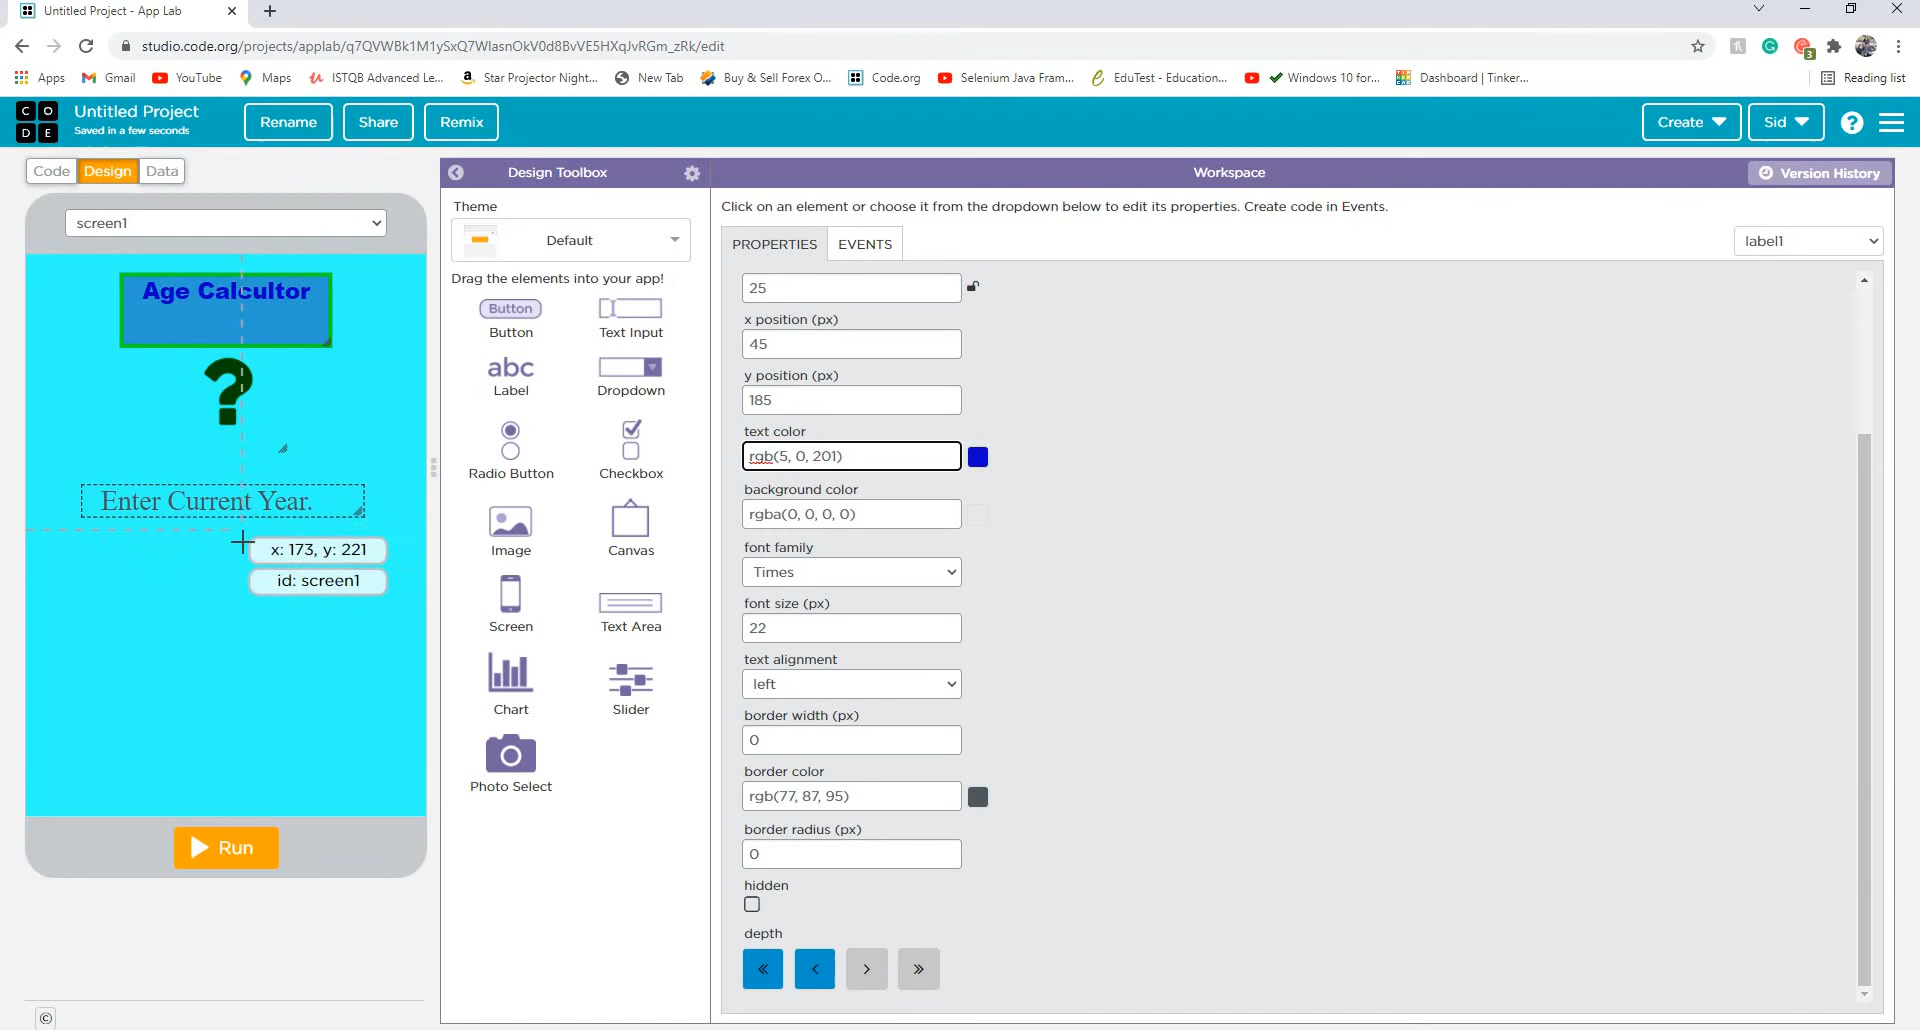 Untitled Project - App Lab
studio.code.org/projects/applab/q7QVWBk1M1ySxQ7WlasnOkV0d8BvVE5HXqJvRGm_zRk/edit
3
Apps
Gmail
YouTube
Maps
ISTQB Advanced Le...
Star Projector Night...
New Tab
Buy & Sell Forex O...
Code.org
Selenium Java Fram...
EduTest - Education...
Windows 10 for...
Dashboard | Tinker...
Reading list
C O
D E
Untitled Project
Saved in a few seconds
Rename
Share
Remix
Create
Sid
?
Code
Design
Data
screen1
Age Calcultor
?
Enter Current Year.
x: 173, y: 221
id: screen1
Run
©
Design Toolbox
Theme
Default
Drag the elements into your app!
Button
Button
Text Input
abc
Label
Dropdown
Radio Button
Checkbox
Image
Canvas
Screen
Text Area
Chart
Slider
Photo Select
Workspace
Version History
Click on an element or choose it from the dropdown below to edit its properties. Create code in Events.
PROPERTIES
EVENTS
label1
25
x position (px)
45
y position (px)
185
text color
rgb(5, 0, 201)
background color
rgba(0, 0, 0, 0)
font family
Times
font size (px)
22
text alignment
left
border width (px)
0
border color
rgb(77, 87, 95)
border radius (px)
0
hidden
depth